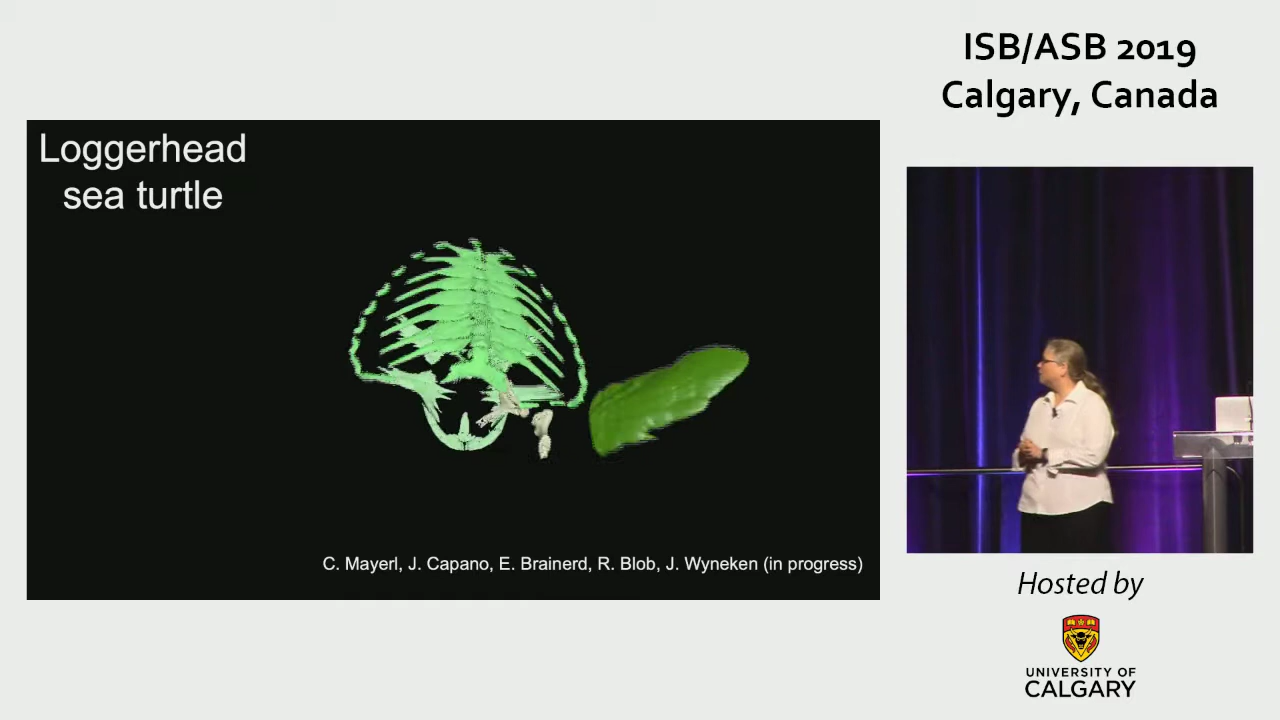 ISB/ASB 2019
Calgary, Canada
Loggerhead
sea turtle
C. Mayerl, J. Capano, E. Brainerd, R. Blob, J. Wyneken (in progress)
Hosted by
UNIVERSITY OF
CALGARY